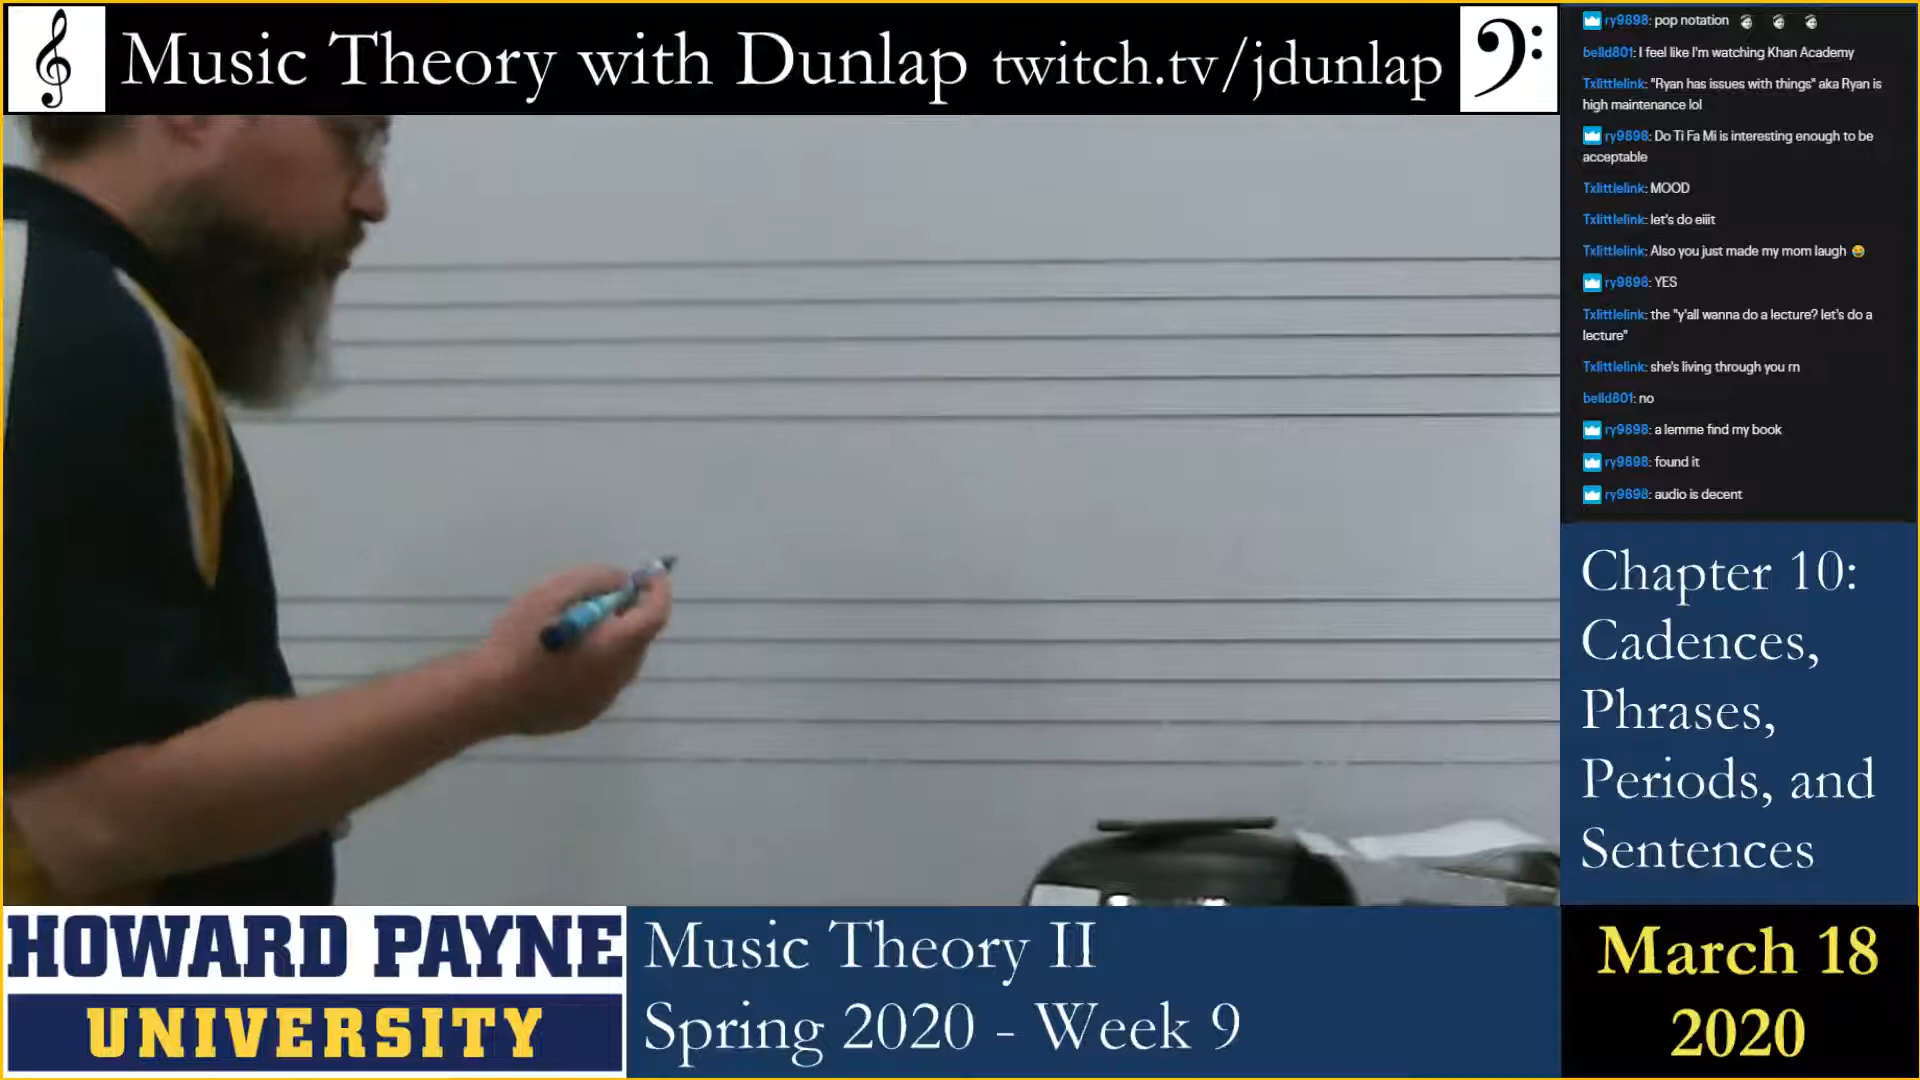 Music Theory with Dunlap twitch.tv/jdunlap
ry9898: pop notation
belld801: I feel like I'm watching Khan Academy
Txlittlelink: "Ryan has issues with things" aka Ryan is
high maintenance lol
ry9898: Do Ti Fa Mi is interesting enough to be
acceptable
Txlittlelink: MOOD
Txlittlelink: let's do eiiit
Txlittlelink: Also you just made my mom laugh 😂
ry9898: YES
Txlittlelink: the "y'all wanna do a lecture? let's do a
lecture"
Txlittlelink: she's living through you rn
belld801: no
ry9898: a lemme find my book
ry9898: found it
ry9898: audio is decent
Chapter 10:
Cadences,
Phrases,
Periods, and
Sentences
HOWARD PAYNE
UNIVERSITY
Music Theory II
Spring 2020 - Week 9
March 18
2020